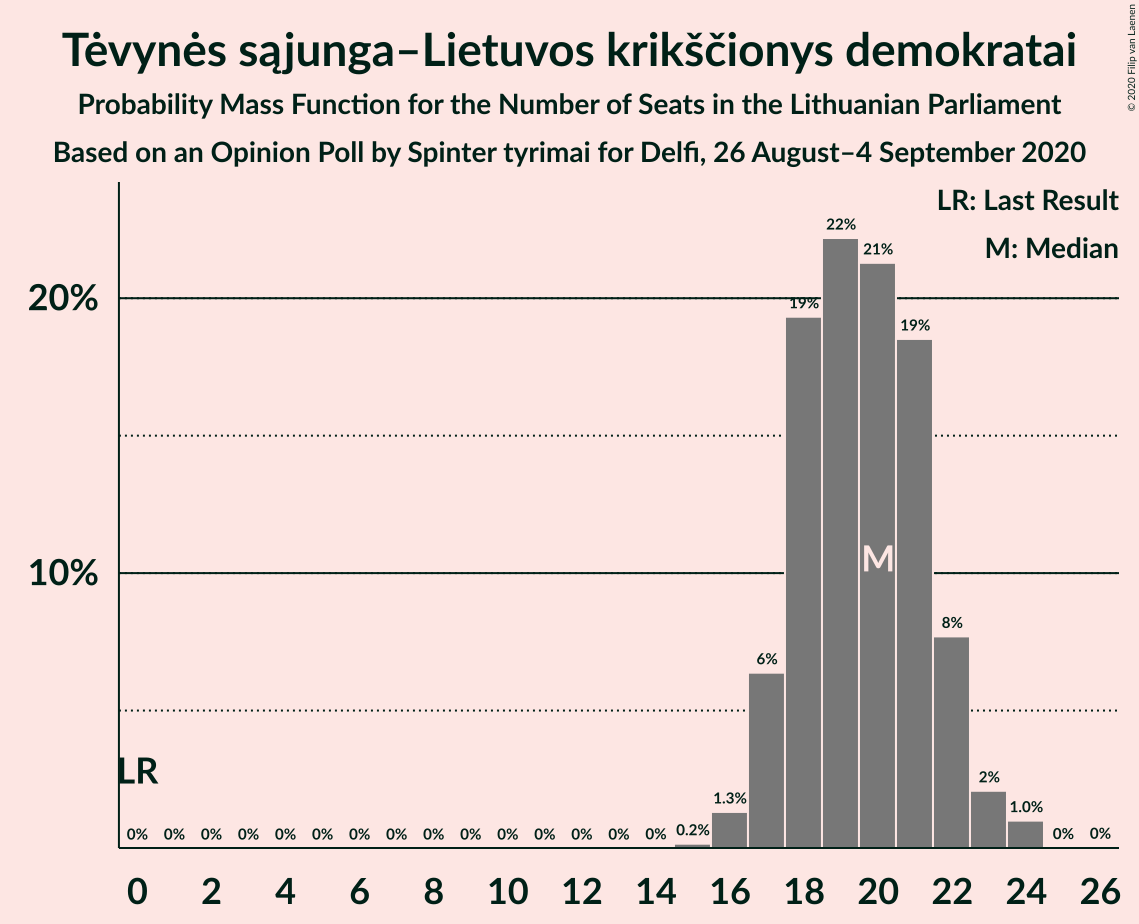 Tėvynės sąjunga–Lietuvos krikščionys demokratai
Probability Mass Function for the Number of Seats in the Lithuanian Parliament
Based on an Opinion Poll by Spinter tyrimai for Delfi, 26 August–4 September 2020
© 2020 Filip van Laenen
LR: Last Result
M: Median
20%
10%
LR
M
0% 0% 0% 0% 0% 0% 0% 0% 0% 0% 0% 0% 0% 0% 0% 0.2% 1.3% 6% 19% 22% 21% 19% 8% 2% 1.0% 0% 0%
0 2 4 6 8 10 12 14 16 18 20 22 24 26